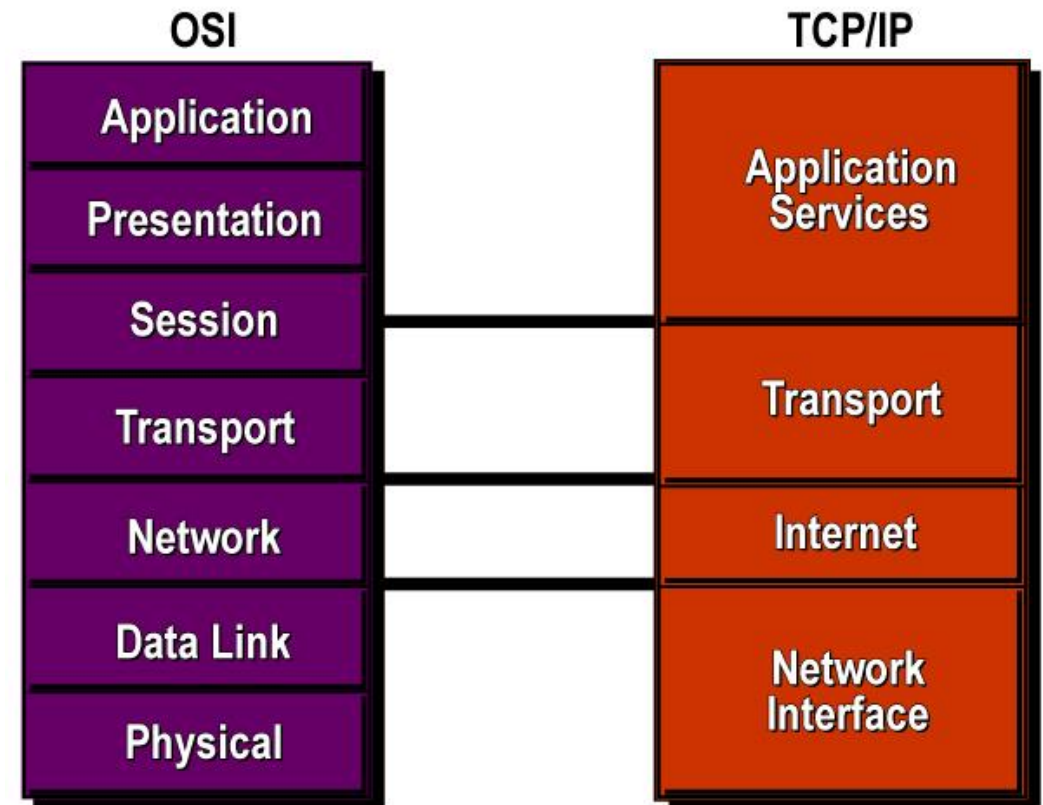 OSI
Application
Presentation
Session
Transport
Network
Data Link
Physical
TCP/IP
Application
Services
Transport
Internet
Network
Interface